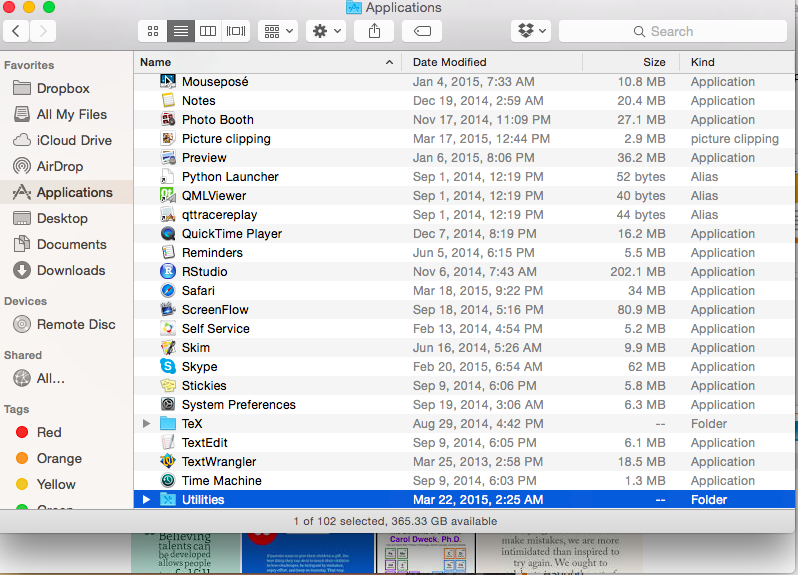 Applications
Search
Favorites
Dropbox
All My Files
iCloud Drive
AirDrop
Applications
Desktop
Documents
Downloads
Devices
Remote Disc
Shared
All...
Tags
Red
Orange
Yellow
Green
Name Date Modified Size Kind
Mouseposé Jan 4, 2015, 7:33 AM 10.8 MB Application
Notes Dec 19, 2014, 2:59 AM 20.4 MB Application
Photo Booth Nov 17, 2014, 11:09 PM 27.1 MB Application
Picture clipping Mar 17, 2015, 12:44 PM 2.9 MB picture clipping
Preview Jan 6, 2015, 8:06 PM 36.2 MB Application
Python Launcher Sep 1, 2014, 12:19 PM 52 bytes Alias
QMLViewer Sep 1, 2014, 12:19 PM 40 bytes Alias
qttracereplay Sep 1, 2014, 12:19 PM 44 bytes Alias
QuickTime Player Dec 7, 2014, 8:19 PM 16.2 MB Application
Reminders Jun 5, 2014, 6:15 PM 5.5 MB Application
RStudio Nov 6, 2014, 7:43 AM 202.1 MB Application
Safari Mar 18, 2015, 9:22 PM 34 MB Application
ScreenFlow Sep 18, 2014, 5:16 PM 80.9 MB Application
Self Service Feb 13, 2014, 4:54 PM 5.2 MB Application
Skim Jun 16, 2014, 5:26 AM 9.9 MB Application
Skype Feb 20, 2015, 6:54 AM 62 MB Application
Stickies Sep 9, 2014, 6:06 PM 5.8 MB Application
System Preferences Sep 19, 2014, 3:06 AM 6.3 MB Application
TeX Aug 29, 2014, 4:42 PM -- Folder
TextEdit Sep 9, 2014, 6:05 PM 6.1 MB Application
TextWrangler Mar 25, 2013, 2:58 PM 18.5 MB Application
Time Machine Sep 9, 2014, 6:03 PM 1.3 MB Application
Utilities Mar 22, 2015, 2:25 AM -- Folder
1 of 102 selected, 365.33 GB available
Believing
talents can
be developed
allows people
Carol Dweck, Ph.D.
make mistakes, we are more
intimidated than inspired to
try again. We ought to